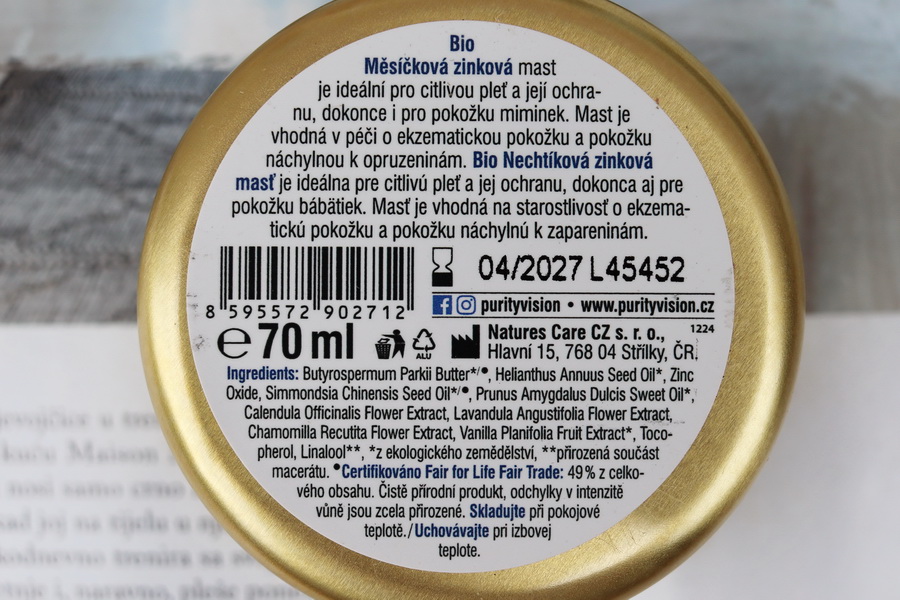 Bio
Měsíčková zinková mast
je ideální pro citlivou pleť a její ochra-
nu, dokonce i pro pokožku miminek. Mast je
vhodná v péči o ekzematickou pokožku a pokožku
náchylnou k opruzeninám. Bio Nechtíková zinková
masť je ideálna pre citlivú pleť a jej ochranu, dokonca aj pre
pokožku bábätiek. Masť je vhodná na starostlivosť o ekzema-
tickú pokožku a pokožku náchylnú k zapareninám.
04/2027 L45452
purityvision • www.purityvision.cz
8 595572 902712
℮ 70 ml
ALU
Natures Care CZ s. r. o., 1224
Hlavní 15, 768 04 Střílky, ČR.
Ingredients: Butyrospermum Parkii Butter*/•, Helianthus Annuus Seed Oil*, Zinc
Oxide, Simmondsia Chinensis Seed Oil*/•, Prunus Amygdalus Dulcis Sweet Oil*,
Calendula Officinalis Flower Extract, Lavandula Angustifolia Flower Extract,
Chamomilla Recutita Flower Extract, Vanilla Planifolia Fruit Extract*, Toco-
pherol, Linalool**, *z ekologického zemědělství, **přirozená součást
macerátu. •Certifikováno Fair for Life Fair Trade: 49 % z celko-
vého obsahu. Čistě přírodní produkt, odchylky v intenzitě
vůně jsou zcela přirozené. Skladujte při pokojové
teplotě./Uchovávajte pri izbovej
teplote.